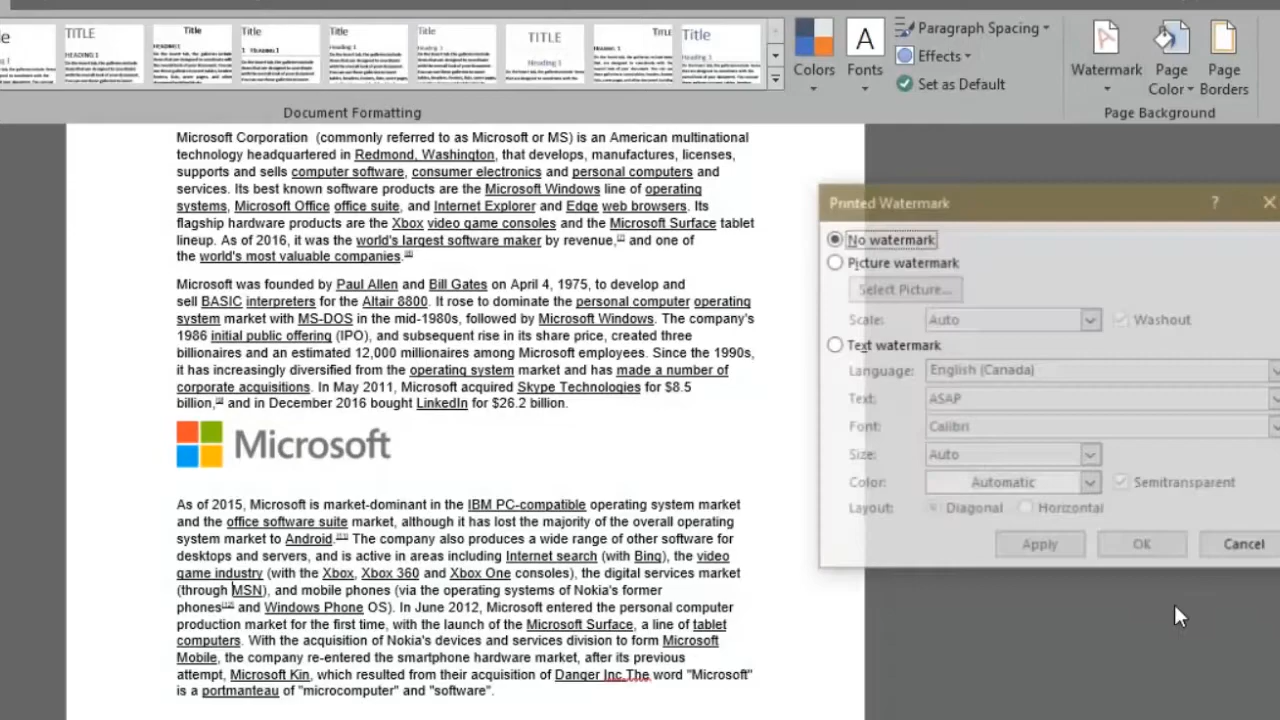 Title
TITLE
Title
Title
Title
Title
TITLE
Title
Title
HEADING 1
HEADING 1
1 HEADING 1
Heading 1
Heading 1
Heading 1
HEADING 1
Heading 1
Colors
Fonts
Paragraph Spacing
Effects
Set as Default
Watermark
Page Color
Page Borders
Document Formatting
Page Background
Microsoft Corporation (commonly referred to as Microsoft or MS) is an American multinational
technology headquartered in Redmond, Washington, that develops, manufactures, licenses,
supports and sells computer software, consumer electronics and personal computers and
services. Its best known software products are the Microsoft Windows line of operating
systems, Microsoft Office office suite, and Internet Explorer and Edge web browsers. Its
flagship hardware products are the Xbox video game consoles and the Microsoft Surface tablet
lineup. As of 2016, it was the world's largest software maker by revenue, and one of
the world's most valuable companies.
Microsoft was founded by Paul Allen and Bill Gates on April 4, 1975, to develop and
sell BASIC interpreters for the Altair 8800. It rose to dominate the personal computer operating
system market with MS-DOS in the mid-1980s, followed by Microsoft Windows. The company's
1986 initial public offering (IPO), and subsequent rise in its share price, created three
billionaires and an estimated 12,000 millionaires among Microsoft employees. Since the 1990s,
it has increasingly diversified from the operating system market and has made a number of
corporate acquisitions. In May 2011, Microsoft acquired Skype Technologies for $8.5
billion, and in December 2016 bought LinkedIn for $26.2 billion.
Microsoft
As of 2015, Microsoft is market-dominant in the IBM PC-compatible operating system market
and the office software suite market, although it has lost the majority of the overall operating
system market to Android. The company also produces a wide range of other software for
desktops and servers, and is active in areas including Internet search (with Bing), the video
game industry (with the Xbox, Xbox 360 and Xbox One consoles), the digital services market
(through MSN), and mobile phones (via the operating systems of Nokia's former
phones and Windows Phone OS). In June 2012, Microsoft entered the personal computer
production market for the first time, with the launch of the Microsoft Surface, a line of tablet
computers. With the acquisition of Nokia's devices and services division to form Microsoft
Mobile, the company re-entered the smartphone hardware market, after its previous
attempt, Microsoft Kin, which resulted from their acquisition of Danger Inc.The word "Microsoft"
is a portmanteau of "microcomputer" and "software".
Printed Watermark ?
No watermark
Picture watermark
Select Picture...
Scale: Auto Washout
Text watermark
Language: English (Canada)
Text: ASAP
Font: Calibri
Size: Auto
Color: Automatic Semitransparent
Layout: Diagonal Horizontal
Apply OK Cancel